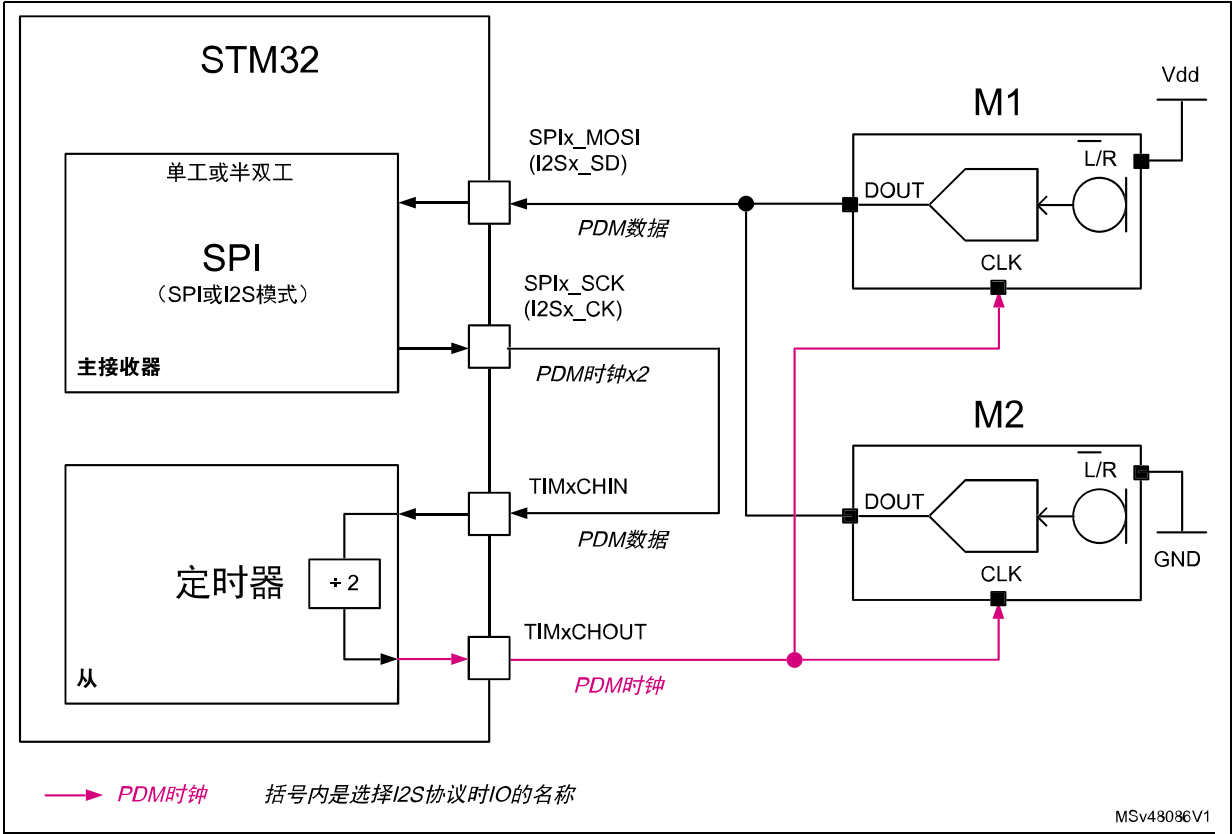 STM32
单工或半双工
SPI
（SPI或I2S模式）
主接收器
SPIx_MOSI
(I2Sx_SD)
PDM数据
SPIx_SCK
(I2Sx_CK)
PDM时钟x2
TIMxCHIN
PDM数据
定时器
÷2
从
TIMxCHOUT
PDM时钟
M1
Vdd
L/R
DOUT
CLK
M2
L/R
DOUT
CLK
GND
PDM时钟
括号内是选择I2S协议时IO的名称
MSv48086V1